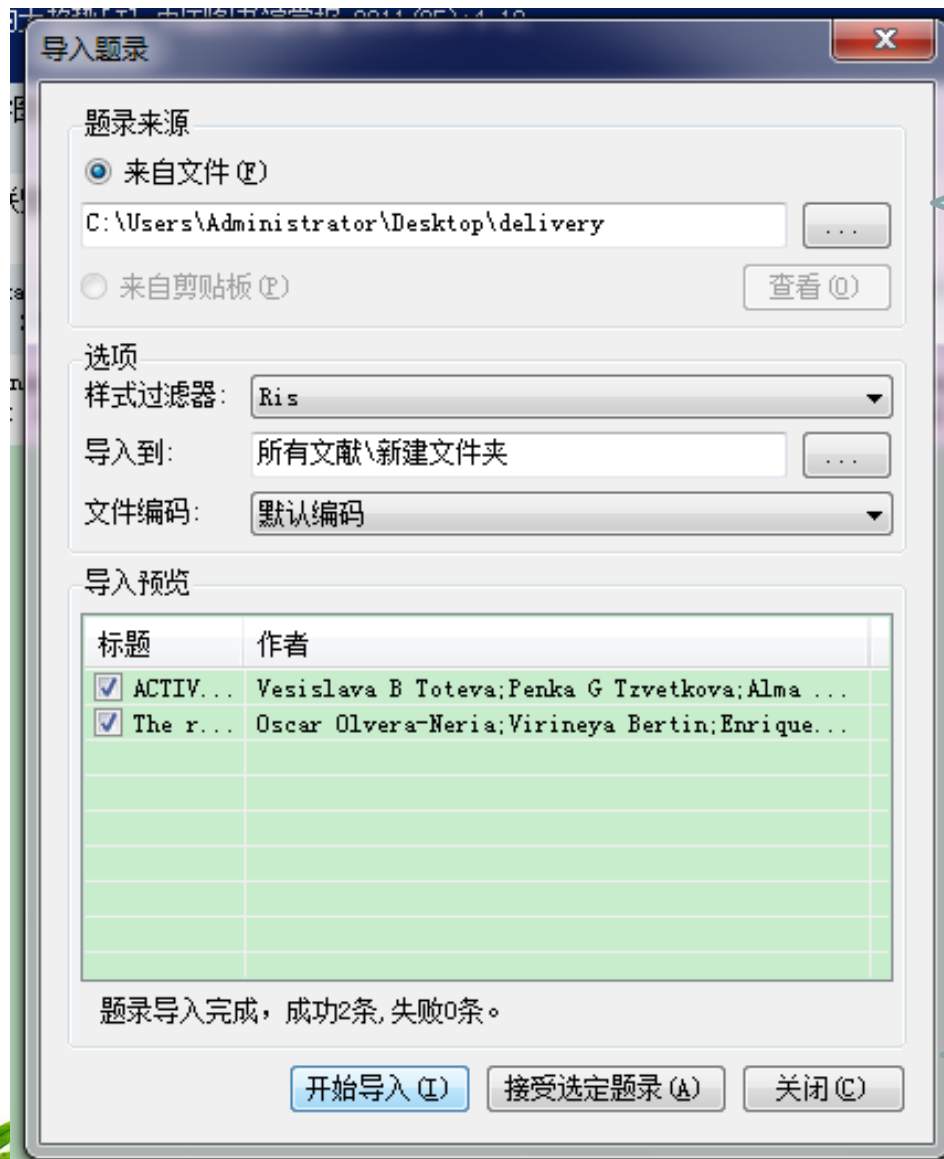 导入题录
X
题录来源
来自文件(F)
C:\Users\Administrator\Desktop\delivery
...
来自剪贴板(P)
查看(O)
选项
样式过滤器: Ris
导入到: 所有文献\新建文件夹 ...
文件编码: 默认编码
导入预览
标题 作者
ACTIV... Vesislava B Toteva;Penka G Tzvetkova;Alma ...
The r... Oscar Olvera-Neria;Virineya Bertin;Enrique...
题录导入完成，成功2条,失败0条。
开始导入(I) 接受选定题录(A) 关闭(C)